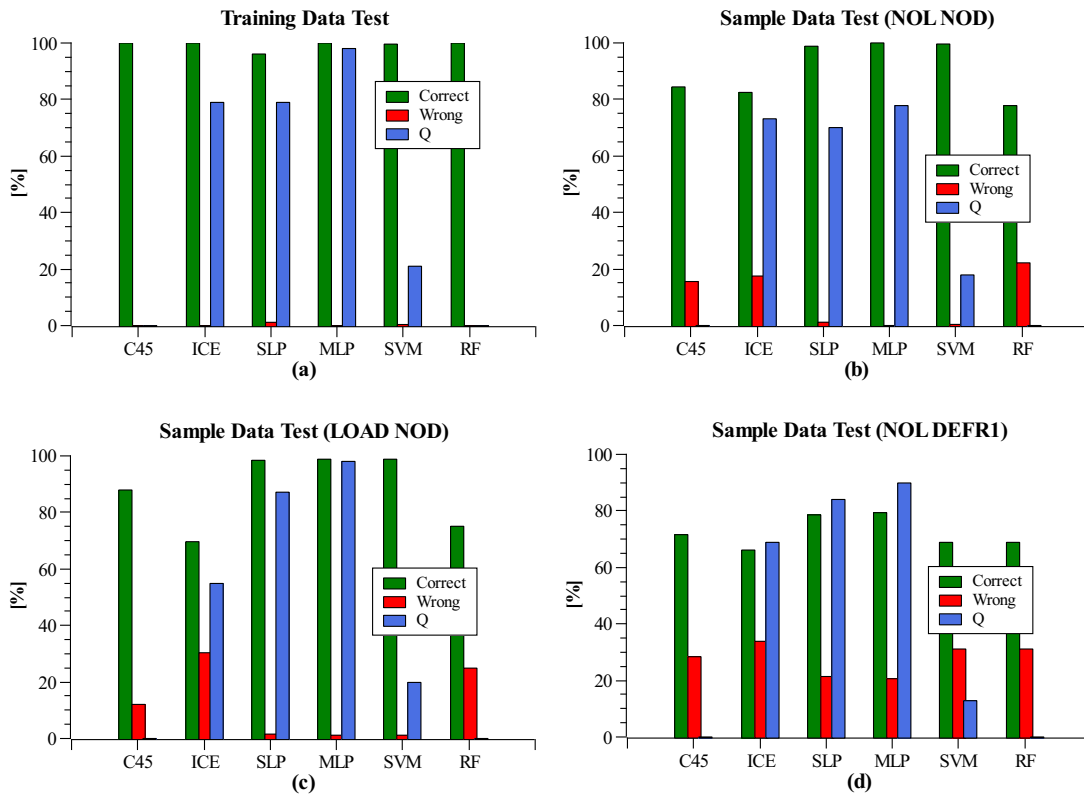 Training Data Test
[%]
100
80
60
40
20
0
Correct
Wrong
Q
C45 ICE SLP MLP SVM RF
(a)
Sample Data Test (NOL NOD)
[%]
100
80
60
40
20
0
Correct
Wrong
Q
C45 ICE SLP MLP SVM RF
(b)
Sample Data Test (LOAD NOD)
[%]
100
80
60
40
20
0
Correct
Wrong
Q
C45 ICE SLP MLP SVM RF
(c)
Sample Data Test (NOL DEFR1)
[%]
100
80
60
40
20
0
Correct
Wrong
Q
C45 ICE SLP MLP SVM RF
(d)